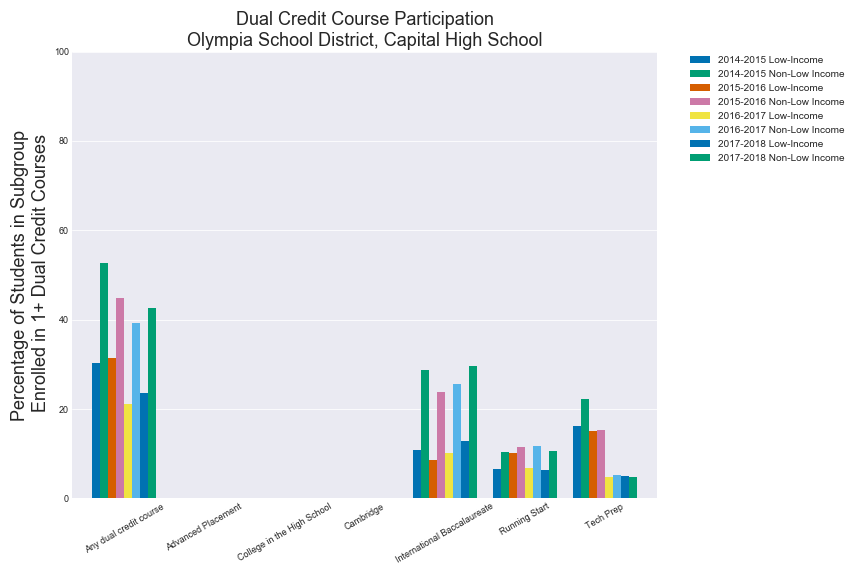 Dual Credit Course Participation
Olympia School District, Capital High School
Percentage of Students in Subgroup
Enrolled in 1+ Dual Credit Courses
100
80
60
40
20
0
Any dual credit course
Advanced Placement
College in the High School
Cambridge
International Baccalaureate
Running Start
Tech Prep
2014-2015 Low-Income
2014-2015 Non-Low Income
2015-2016 Low-Income
2015-2016 Non-Low Income
2016-2017 Low-Income
2016-2017 Non-Low Income
2017-2018 Low-Income
2017-2018 Non-Low Income